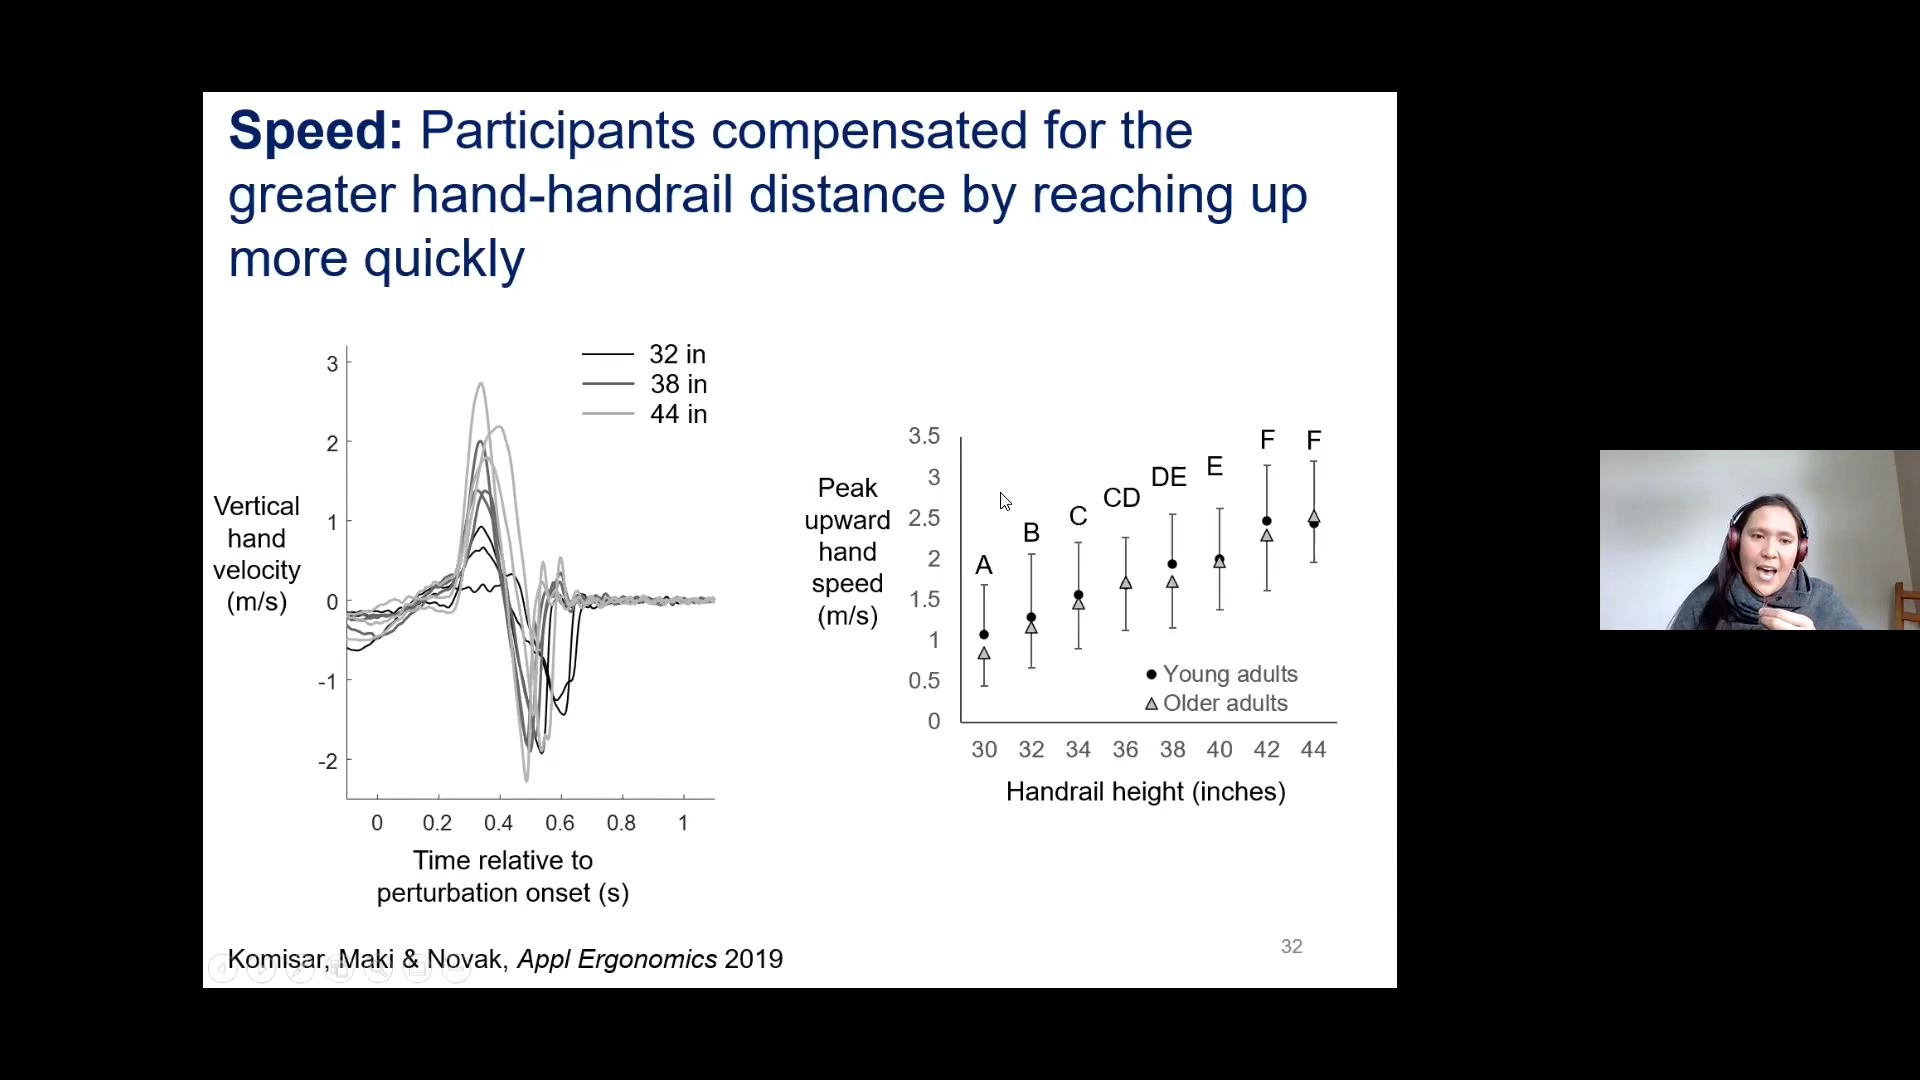 Speed: Participants compensated for the
greater hand-handrail distance by reaching up
more quickly
3
2
1
0
-1
-2
Vertical
hand
velocity
(m/s)
32 in
38 in
44 in
0 0.2 0.4 0.6 0.8 1
Time relative to
perturbation onset (s)
Peak
upward
hand
speed
(m/s)
3.5
3
2.5
2
1.5
1
0.5
0
A B C CD DE E F F
Young adults
Older adults
30 32 34 36 38 40 42 44
Handrail height (inches)
Komisar, Maki & Novak, Appl Ergonomics 2019
32